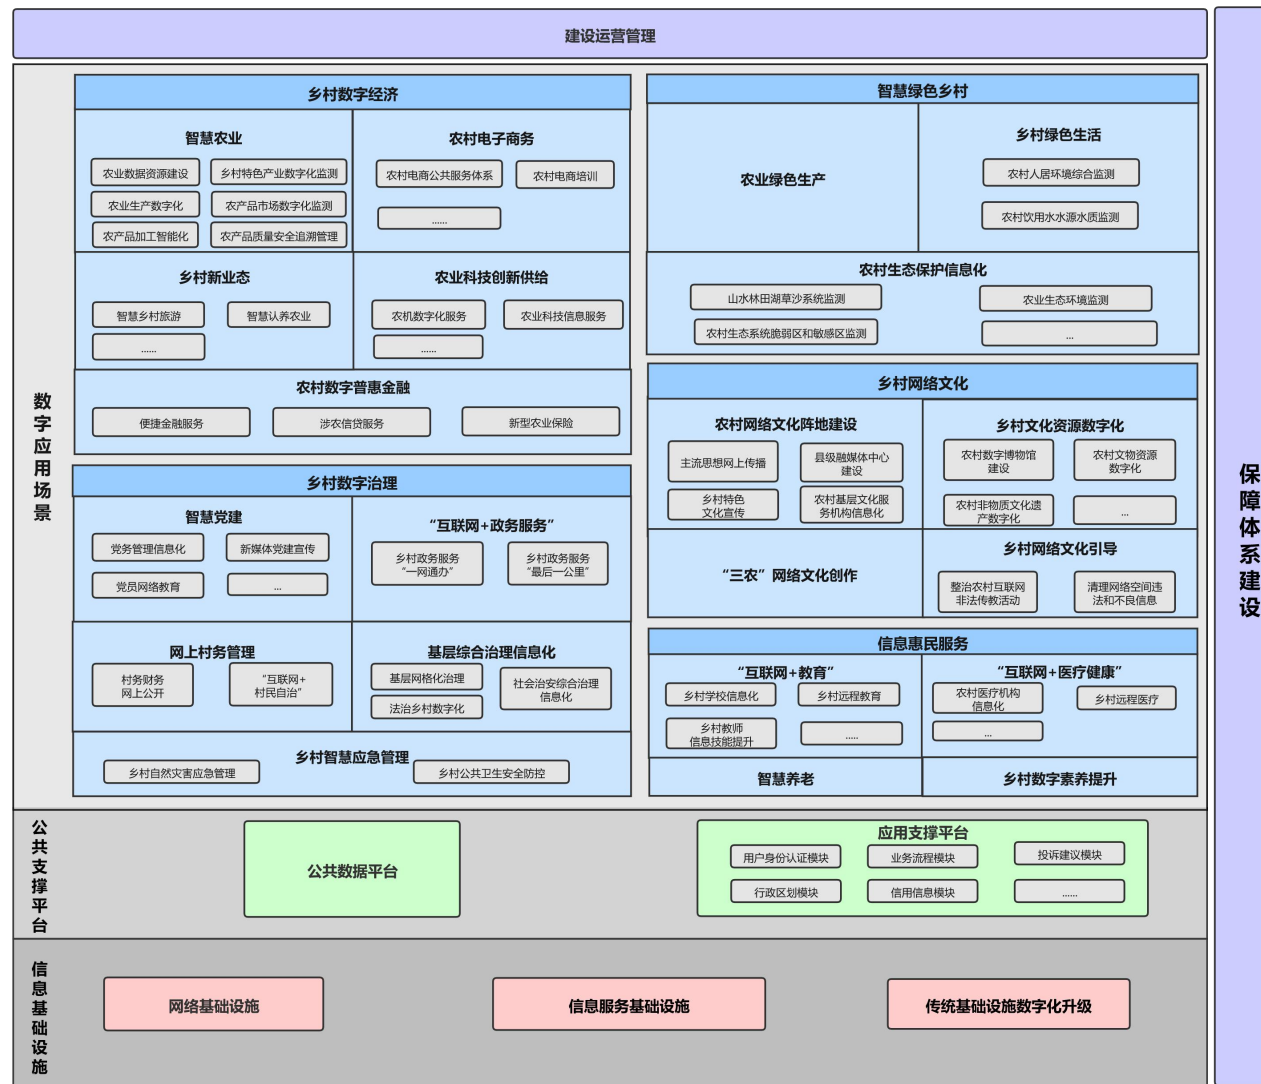 建设运营管理
保障体系建设
数字应用场景
乡村数字经济
智慧农业
农业数据资源建设
乡村特色产业数字化监测
农业生产数字化
农产品市场数字化监测
农产品加工智能化
农产品质量安全追溯管理
农村电子商务
农村电商公共服务体系
农村电商培训
......
乡村新业态
智慧乡村旅游
智慧认养农业
......
农业科技创新供给
农机数字化服务
农业科技信息服务
......
农村数字普惠金融
便捷金融服务
涉农信贷服务
新型农业保险
乡村数字治理
智慧党建
党务管理信息化
新媒体党建宣传
党员网络教育
...
“互联网+政务服务”
乡村政务服务
“一网通办”
乡村政务服务
“最后一公里”
网上村务管理
村务财务
网上公开
“互联网+
村民自治”
基层综合治理信息化
基层网格化治理
法治乡村数字化
社会治安综合治理
信息化
乡村智慧应急管理
乡村自然灾害应急管理
乡村公共卫生安全防控
智慧绿色乡村
农业绿色生产
乡村绿色生活
农村人居环境综合监测
农村饮用水水源水质监测
农村生态保护信息化
山水林田湖草沙系统监测
农业生态环境监测
农村生态系统脆弱区和敏感区监测
...
乡村网络文化
农村网络文化阵地建设
主流思想网上传播
县级融媒体中心
建设
乡村特色
文化宣传
农村基层文化服
务机构信息化
乡村文化资源数字化
农村数字博物馆
建设
农村文物资源
数字化
农村非物质文化遗
产数字化
...
“三农”网络文化创作
乡村网络文化引导
整治农村互联网
非法传教活动
清理网络空间违
法和不良信息
信息惠民服务
“互联网+教育”
乡村学校信息化
乡村远程教育
乡村教师
信息技能提升
.....
“互联网+医疗健康”
农村医疗机构
信息化
乡村远程医疗
...
智慧养老
乡村数字素养提升
公共支撑平台
公共数据平台
应用支撑平台
用户身份认证模块
业务流程模块
投诉建议模块
行政区划模块
信用信息模块
......
信息基础设施
网络基础设施
信息服务基础设施
传统基础设施数字化升级